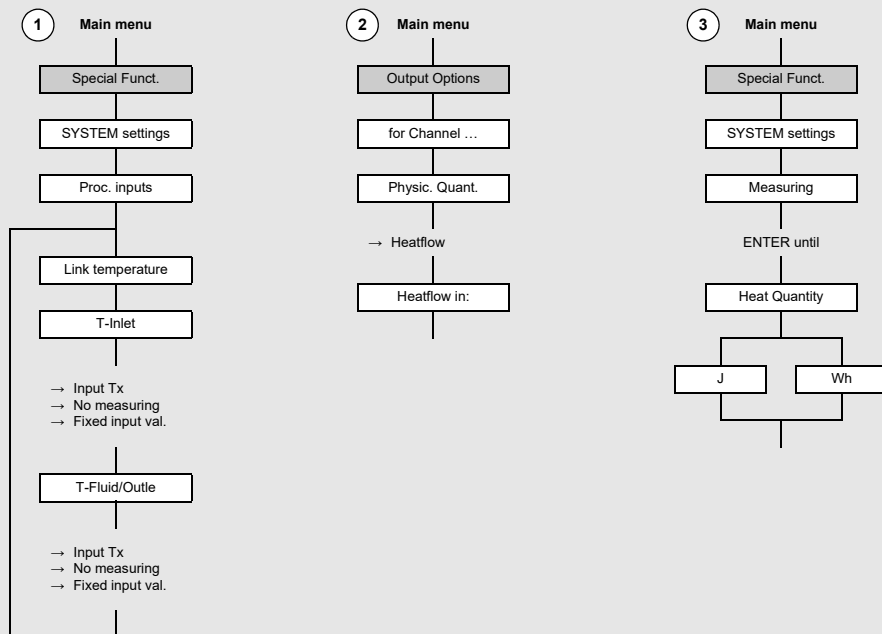 1 Main menu
Special Funct.
SYSTEM settings
Proc. inputs
Link temperature
T-Inlet
→ Input Tx
→ No measuring
→ Fixed input val.
T-Fluid/Outle
→ Input Tx
→ No measuring
→ Fixed input val.
2 Main menu
Output Options
for Channel ...
Physic. Quant.
→ Heatflow
Heatflow in:
3 Main menu
Special Funct.
SYSTEM settings
Measuring
ENTER until
Heat Quantity
J
Wh